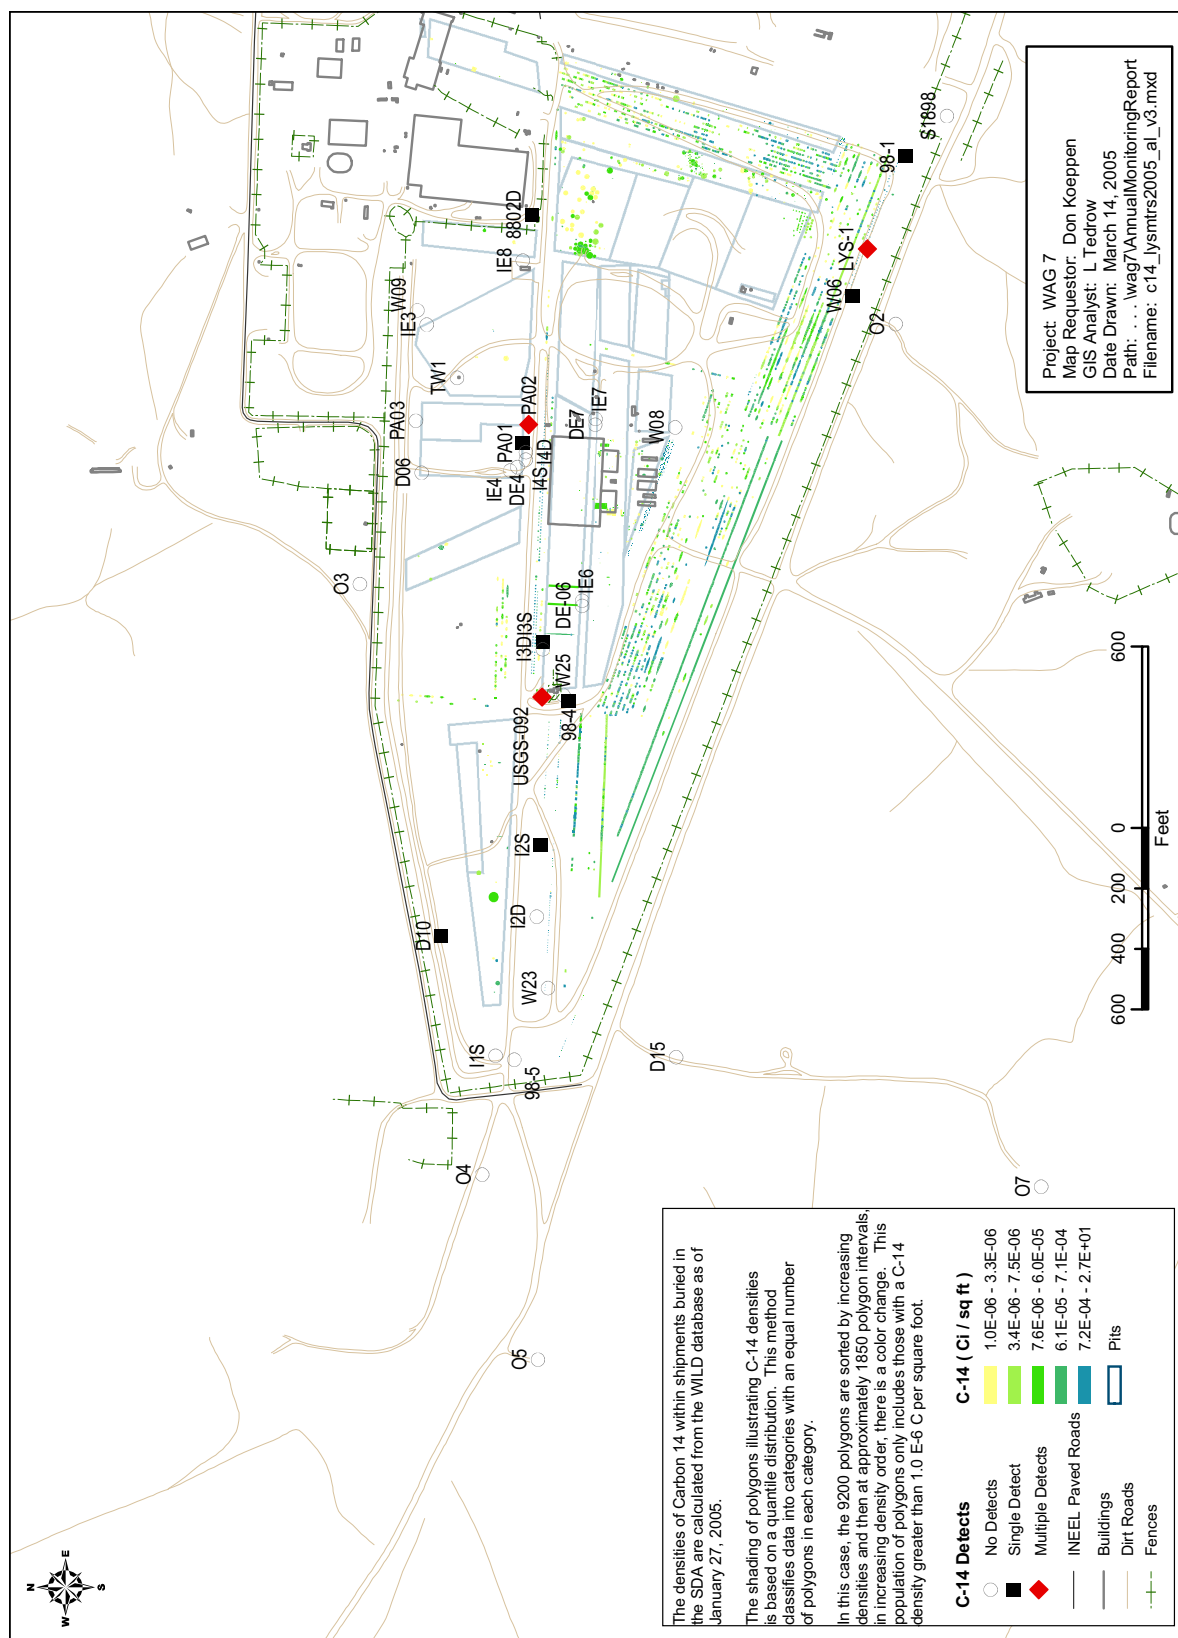 N
W
E
S
The densities of Carbon 14 within shipments buried in
the SDA are calculated from the WILD database as of
January 27, 2005.
The shading of polygons illustrating C-14 densities
is based on a quantile distribution. This method
classifies data into categories with an equal number
of polygons in each category.
In this case, the 9200 polygons are sorted by increasing
densities and then at approximately 1850 polygon intervals,
in increasing density order, there is a color change. This
population of polygons only includes those with a C-14
density greater than 1.0 E-6 C per square foot.
C-14 Detects
No Detects
Single Detect
Multiple Detects
INEEL Paved Roads
Buildings
Dirt Roads
Fences
C-14 ( Ci / sq ft )
1.0E-06 - 3.3E-06
3.4E-06 - 7.5E-06
7.6E-06 - 6.0E-05
6.1E-05 - 7.1E-04
7.2E-04 - 2.7E+01
Pits
O5
O4
O7
D15
98-5
I1S
W23
I2D
D10
I2S
USGS-092
98-4
W25
I3DI3S
DE-06
IE6
O3
D06
IE4
DE4
PA01
I4S
I4D
PA02
PA03
TW1
IE3
W09
DE7
IE7
W08
IE8
8802D
O2
W06
LYS-1
98-1
S1898
600
400
200
0
600
Feet
Project: WAG 7
Map Requestor: Don Koeppen
GIS Analyst: L Tedrow
Date Drawn: March 14, 2005
Path: . . . \wag7\AnnualMonitoringReport
Filename: c14_lysmtrs2005_al_v3.mxd